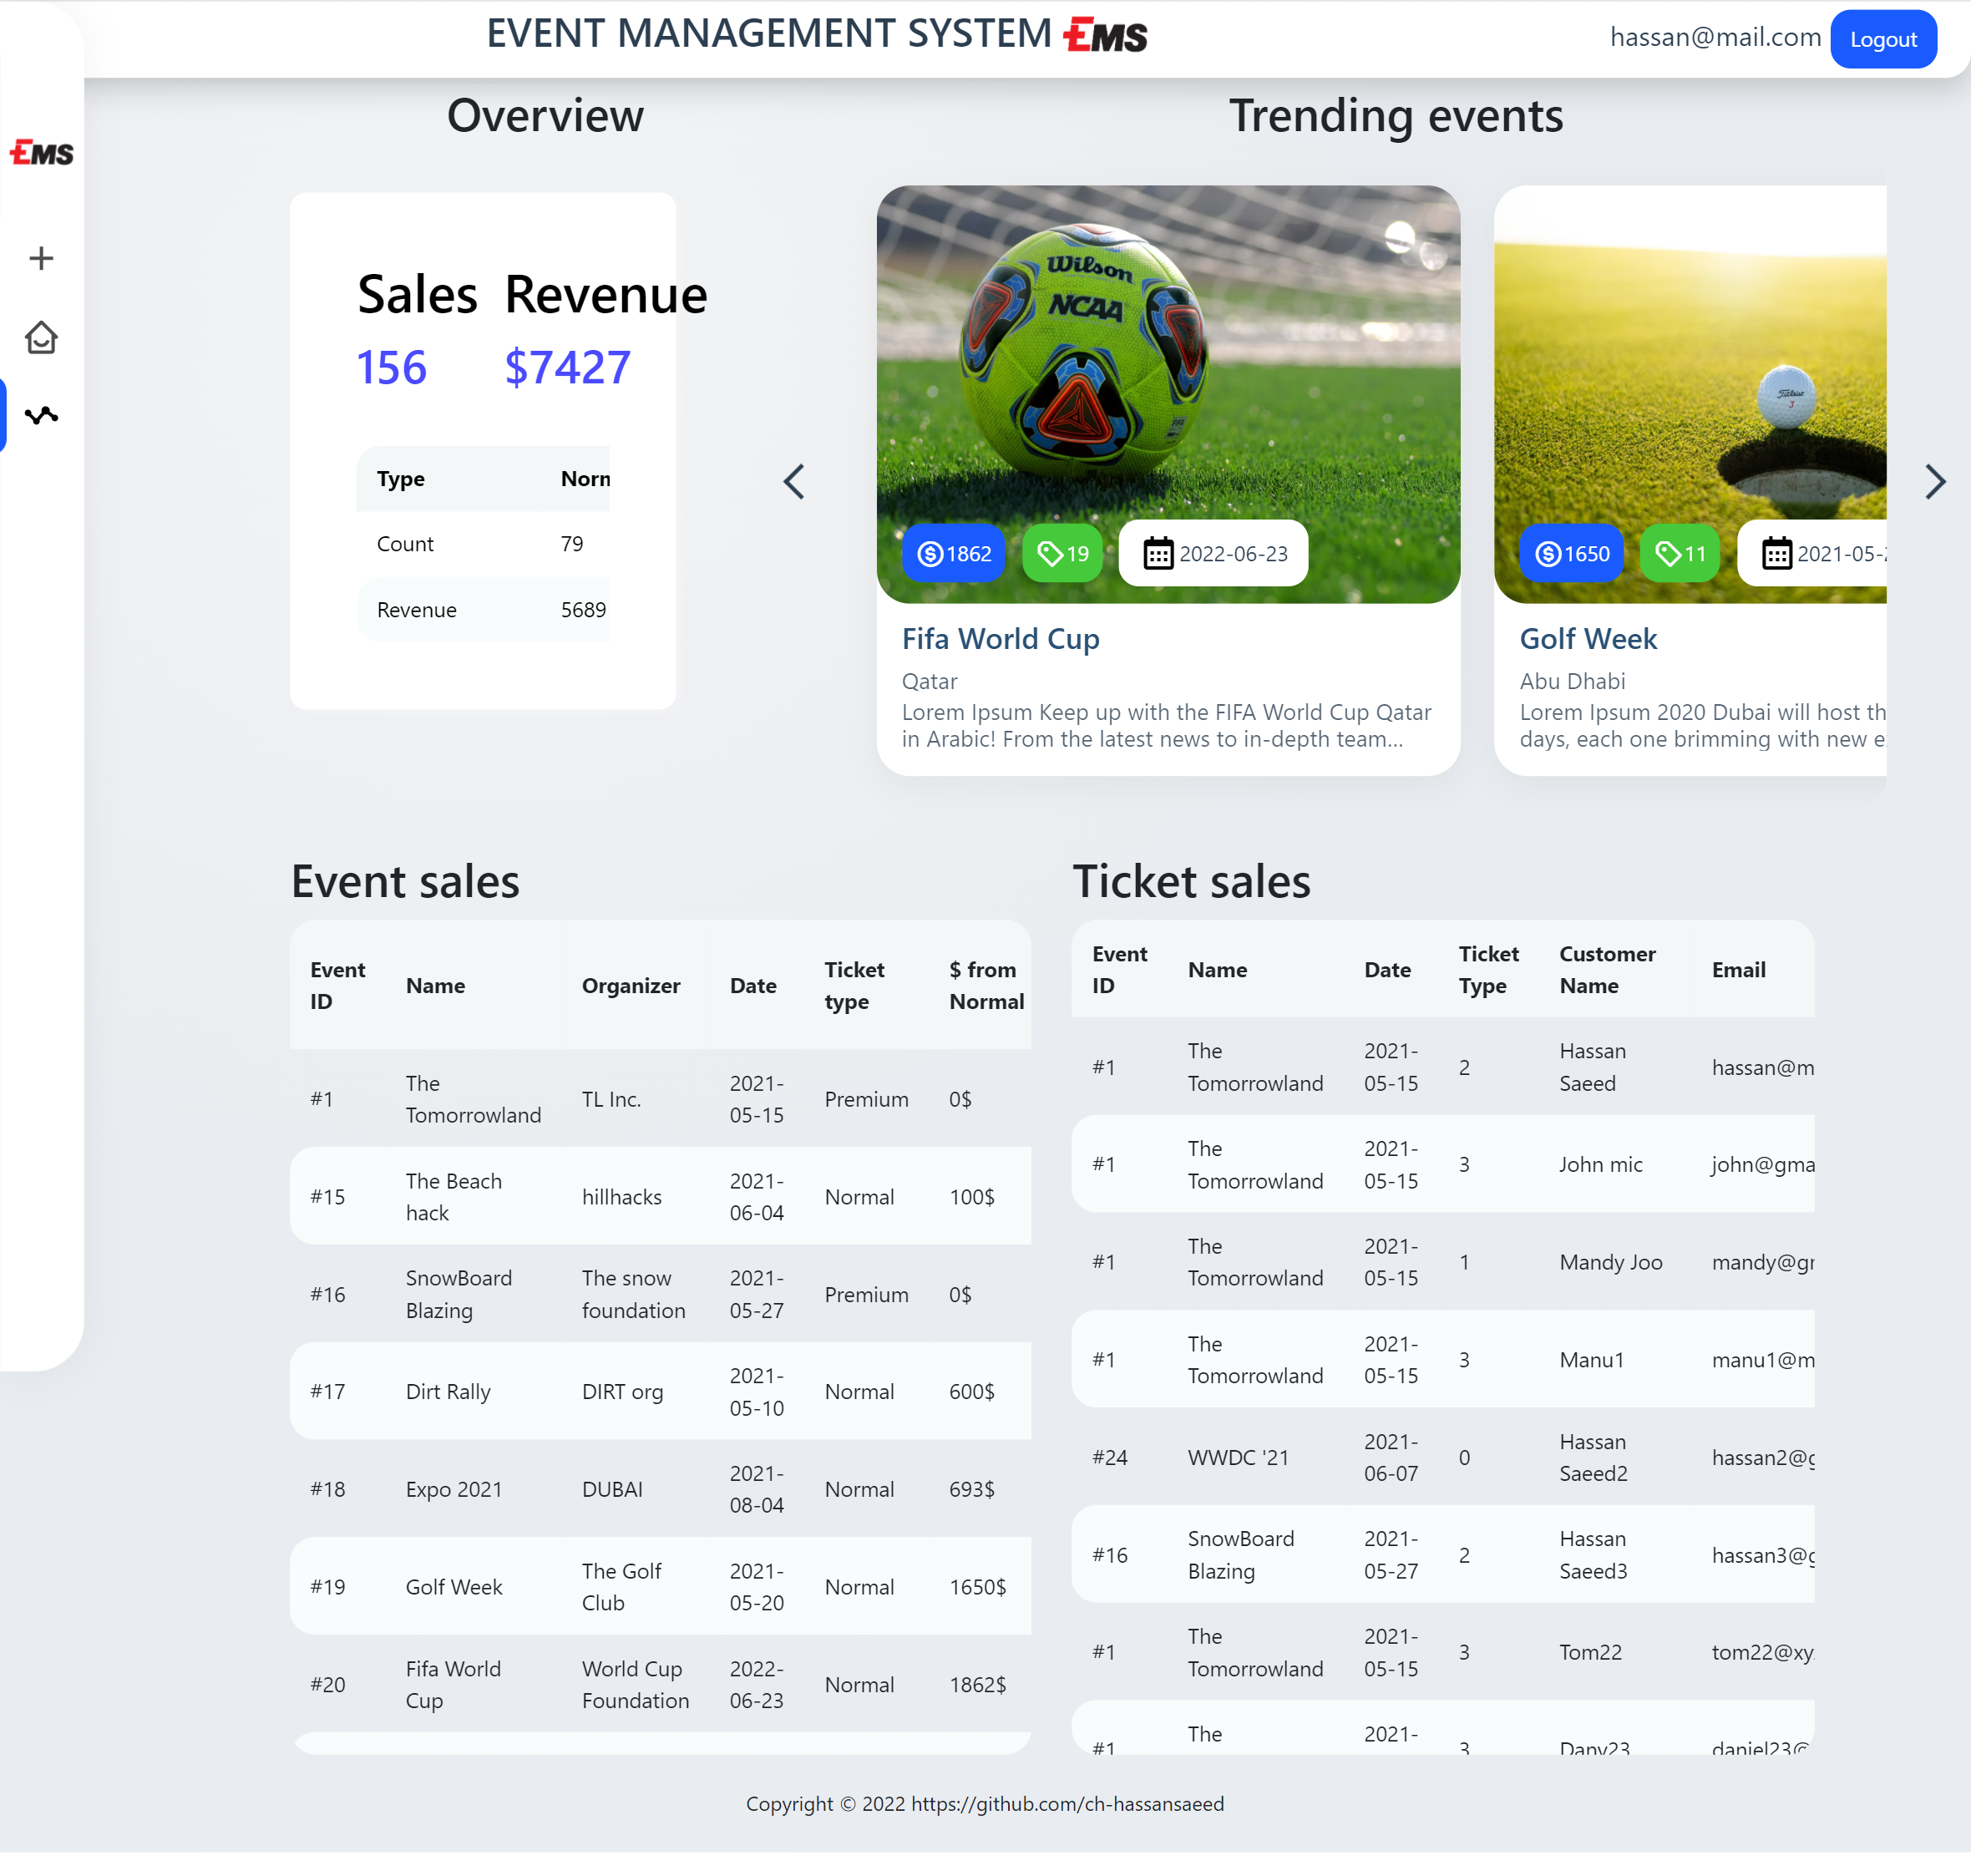 EVENT MANAGEMENT SYSTEM EMS
hassan@mail.com
Logout
EMS
Overview
Trending events
Sales Revenue
156 $7427
Type Norn
Count 79
Revenue 5689
Wilson
NCAA
1862 19 2022-06-23
Fifa World Cup
Qatar
Lorem Ipsum Keep up with the FIFA World Cup Qatar
in Arabic! From the latest news to in-depth team...
Titleist
3
1650 11 2021-05-2
Golf Week
Abu Dhabi
Lorem Ipsum 2020 Dubai will host th
days, each one brimming with new e
Event sales
Event
ID
Name
Organizer
Date
Ticket
type
$ from
Normal
#1
The
Tomorrowland
TL Inc.
2021-
05-15
Premium
0$
#15
The Beach
hack
hillhacks
2021-
06-04
Normal
100$
#16
SnowBoard
Blazing
The snow
foundation
2021-
05-27
Premium
0$
#17
Dirt Rally
DIRT org
2021-
05-10
Normal
600$
#18
Expo 2021
DUBAI
2021-
08-04
Normal
693$
#19
Golf Week
The Golf
Club
2021-
05-20
Normal
1650$
#20
Fifa World
Cup
World Cup
Foundation
2022-
06-23
Normal
1862$
Ticket sales
Event
ID
Name
Date
Ticket
Type
Customer
Name
Email
#1
The
Tomorrowland
2021-
05-15
2
Hassan
Saeed
hassan@m
#1
The
Tomorrowland
2021-
05-15
3
John mic
john@gma
#1
The
Tomorrowland
2021-
05-15
1
Mandy Joo
mandy@gr
#1
The
Tomorrowland
2021-
05-15
3
Manu1
manu1@m
#24
WWDC '21
2021-
06-07
0
Hassan
Saeed2
hassan2@g
#16
SnowBoard
Blazing
2021-
05-27
2
Hassan
Saeed3
hassan3@g
#1
The
Tomorrowland
2021-
05-15
3
Tom22
tom22@xy
#1
The
2021-
3
Dany23
daniel23@
Copyright © 2022 https://github.com/ch-hassansaeed